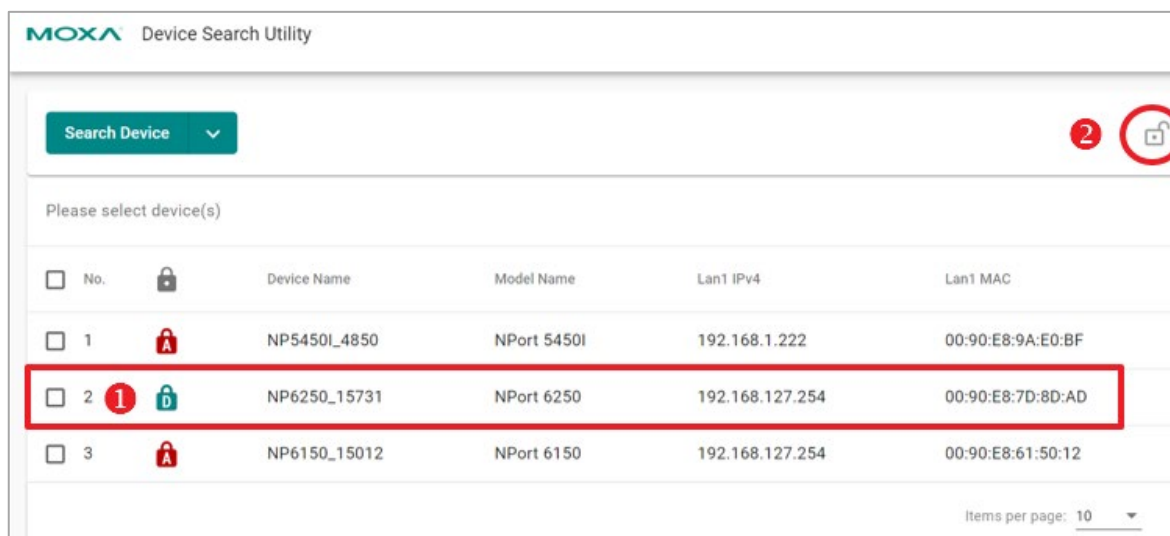 MOXA Device Search Utility
Search Device 2
Please select device(s)
No. Device Name Model Name Lan1 IPv4 Lan1 MAC
1 A NP5450I_4850 NPort 5450I 192.168.1.222 00:90:E8:9A:E0:BF
2 1 D NP6250_15731 NPort 6250 192.168.127.254 00:90:E8:7D:8D:AD
3 A NP6150_15012 NPort 6150 192.168.127.254 00:90:E8:61:50:12
Items per page: 10